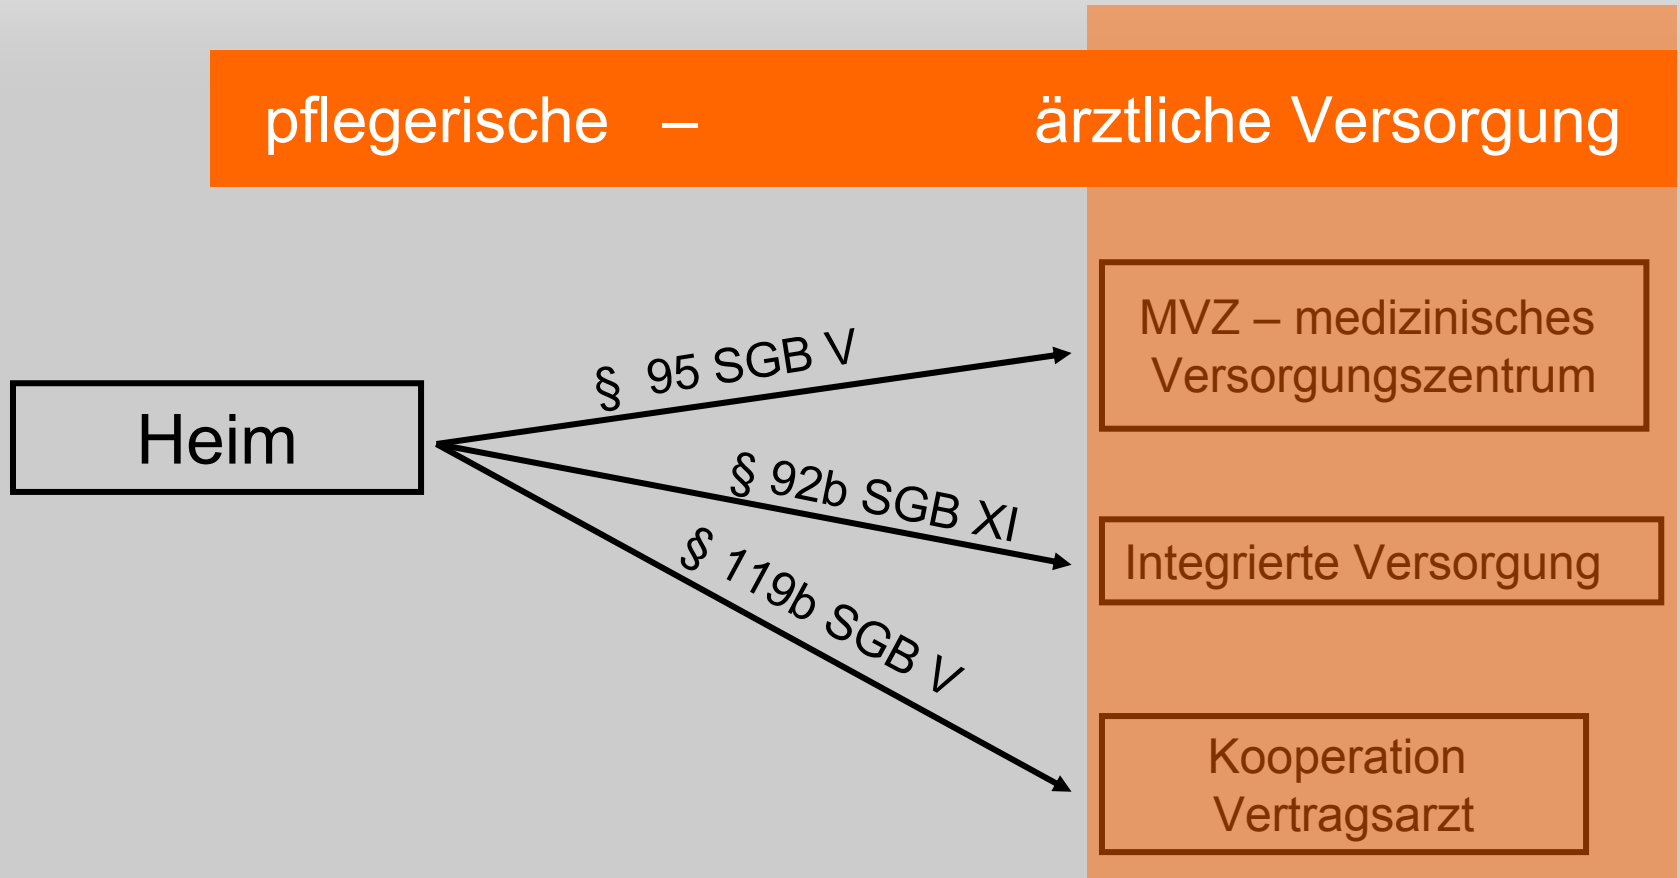 pflegerische – ärztliche Versorgung
Heim
§ 95 SGB V
§ 92b SGB XI
§ 119b SGB V
MVZ – medizinisches
Versorgungszentrum
Integrierte Versorgung
Kooperation
Vertragsarzt